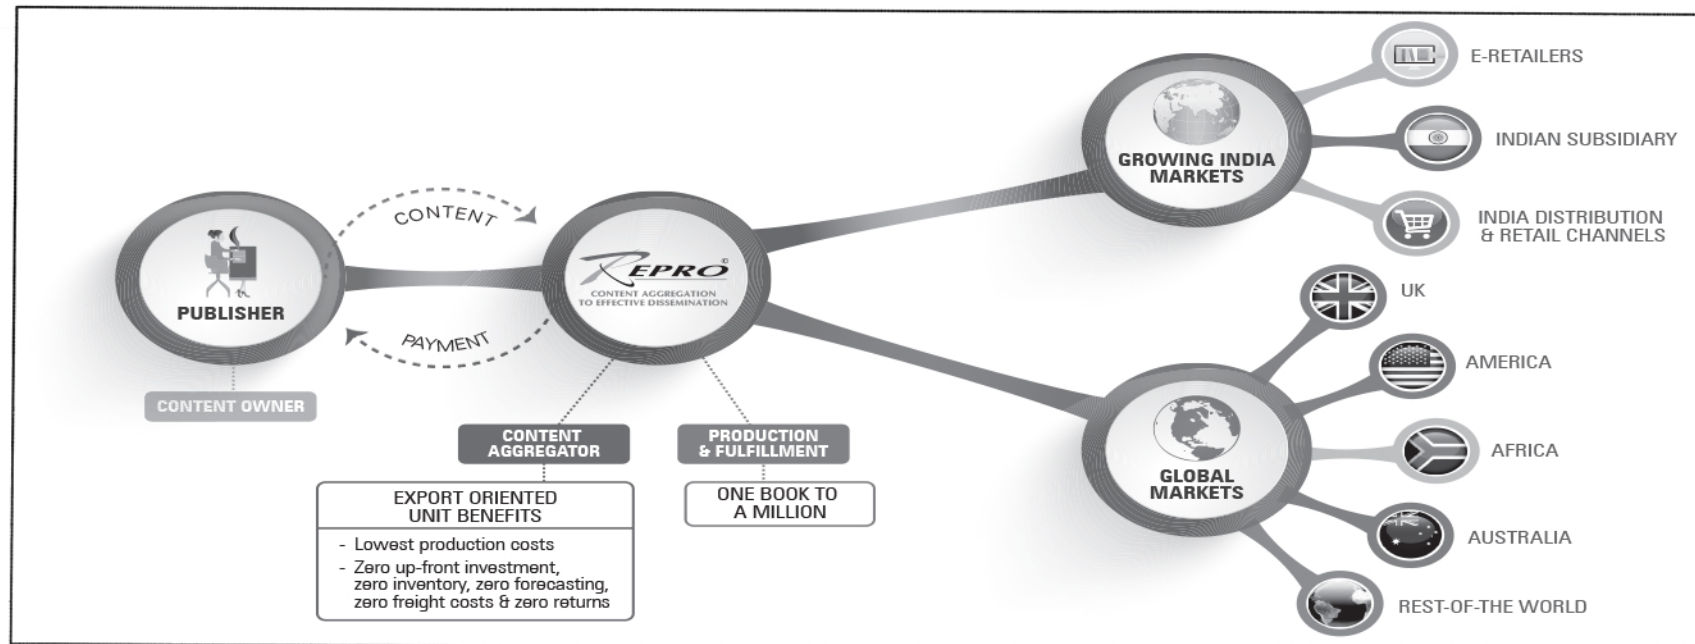 PUBLISHER
CONTENT OWNER
CONTENT
PAYMENT
REPRO®
CONTENT AGGREGATION
TO EFFECTIVE DISSEMINATION
CONTENT
AGGREGATOR
EXPORT ORIENTED
UNIT BENEFITS
- Lowest production costs
- Zero up-front investment,
zero inventory, zero forecasting,
zero freight costs & zero returns
PRODUCTION
& FULFILLMENT
ONE BOOK TO
A MILLION
GROWING INDIA
MARKETS
E-RETAILERS
INDIAN SUBSIDIARY
INDIA DISTRIBUTION
& RETAIL CHANNELS
GLOBAL
MARKETS
UK
AMERICA
AFRICA
AUSTRALIA
REST-OF-THE WORLD